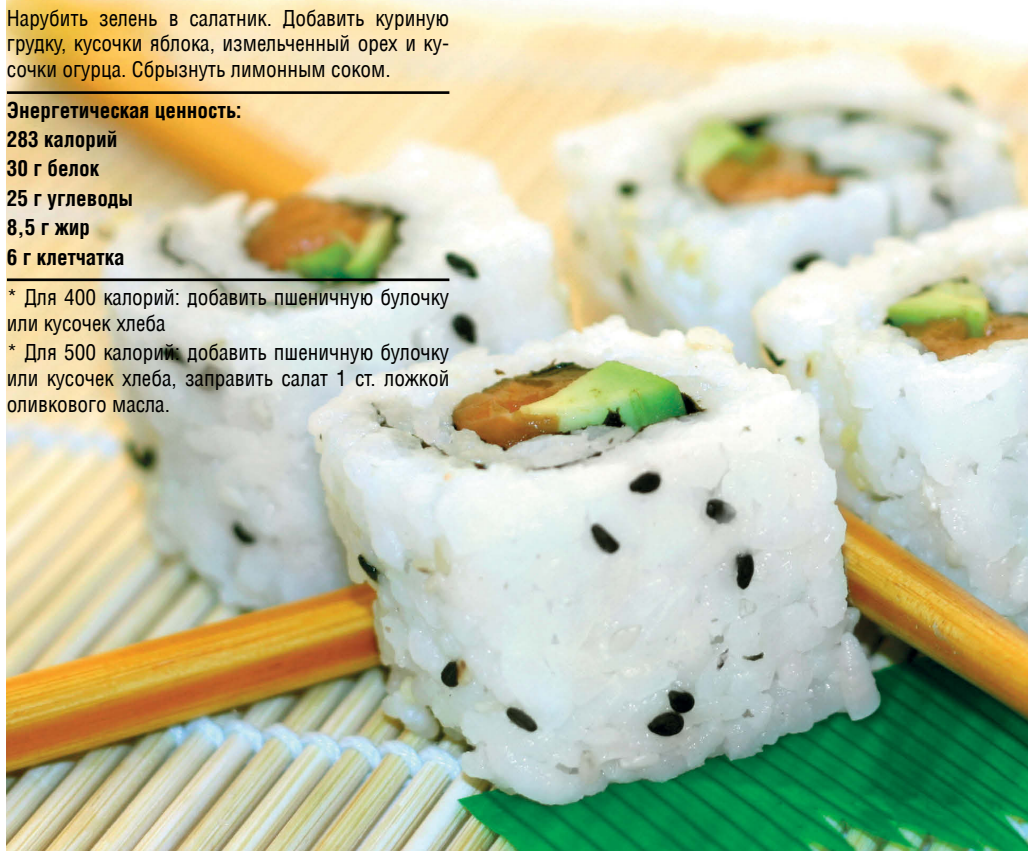 Нарубить зелень в салатник. Добавить куриную
грудку, кусочки яблока, измельченный орех и ку-
сочки огурца. Сбрызнуть лимонным соком.
Энергетическая ценность:
283 калорий
30 г белок
25 г углеводы
8,5 г жир
6 г клетчатка
* Для 400 калорий: добавить пшеничную булочку
или кусочек хлеба
* Для 500 калорий: добавить пшеничную булочку
или кусочек хлеба, заправить салат 1 ст. ложкой
оливкового масла.